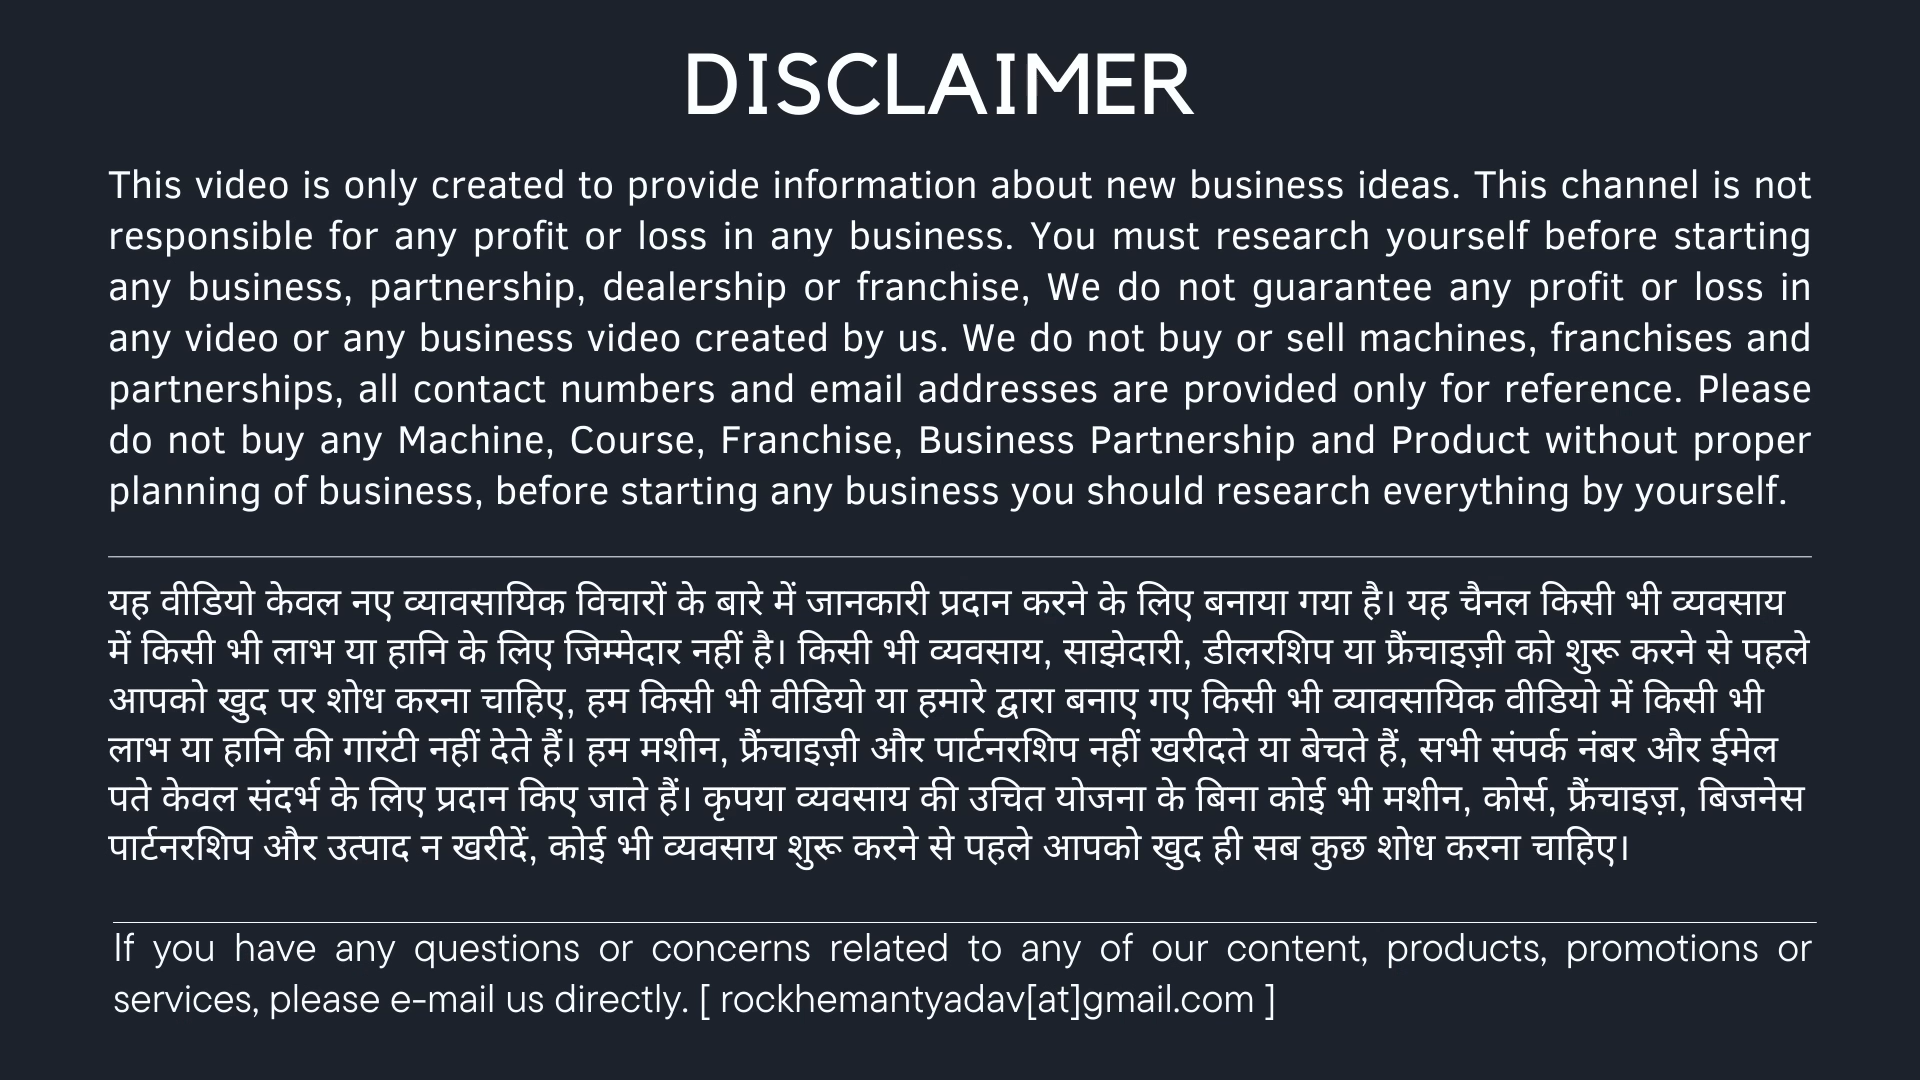 DISCLAIMER
This video is only created to provide information about new business ideas. This channel is not
responsible for any profit or loss in any business. You must research yourself before starting
any business, partnership, dealership or franchise, We do not guarantee any profit or loss in
any video or any business video created by us. We do not buy or sell machines, franchises and
partnerships, all contact numbers and email addresses are provided only for reference. Please
do not buy any Machine, Course, Franchise, Business Partnership and Product without proper
planning of business, before starting any business you should research everything by yourself.
यह वीडियो केवल नए व्यावसायिक विचारों के बारे में जानकारी प्रदान करने के लिए बनाया गया है। यह चैनल किसी भी व्यवसाय
में किसी भी लाभ या हानि के लिए जिम्मेदार नहीं है। किसी भी व्यवसाय, साझेदारी, डीलरशिप या फ्रैंचाइज़ी को शुरू करने से पहले
आपको खुद पर शोध करना चाहिए, हम किसी भी वीडियो या हमारे द्वारा बनाए गए किसी भी व्यावसायिक वीडियो में किसी भी
लाभ या हानि की गारंटी नहीं देते हैं। हम मशीन, फ्रैंचाइज़ी और पार्टनरशिप नहीं खरीदते या बेचते हैं, सभी संपर्क नंबर और ईमेल
पते केवल संदर्भ के लिए प्रदान किए जाते हैं। कृपया व्यवसाय की उचित योजना के बिना कोई भी मशीन, कोर्स, फ्रैंचाइज़, बिजनेस
पार्टनरशिप और उत्पाद न खरीदें, कोई भी व्यवसाय शुरू करने से पहले आपको खुद ही सब कुछ शोध करना चाहिए।
If you have any questions or concerns related to any of our content, products, promotions or
services, please e-mail us directly. [ rockhemantyadav[at]gmail.com ]